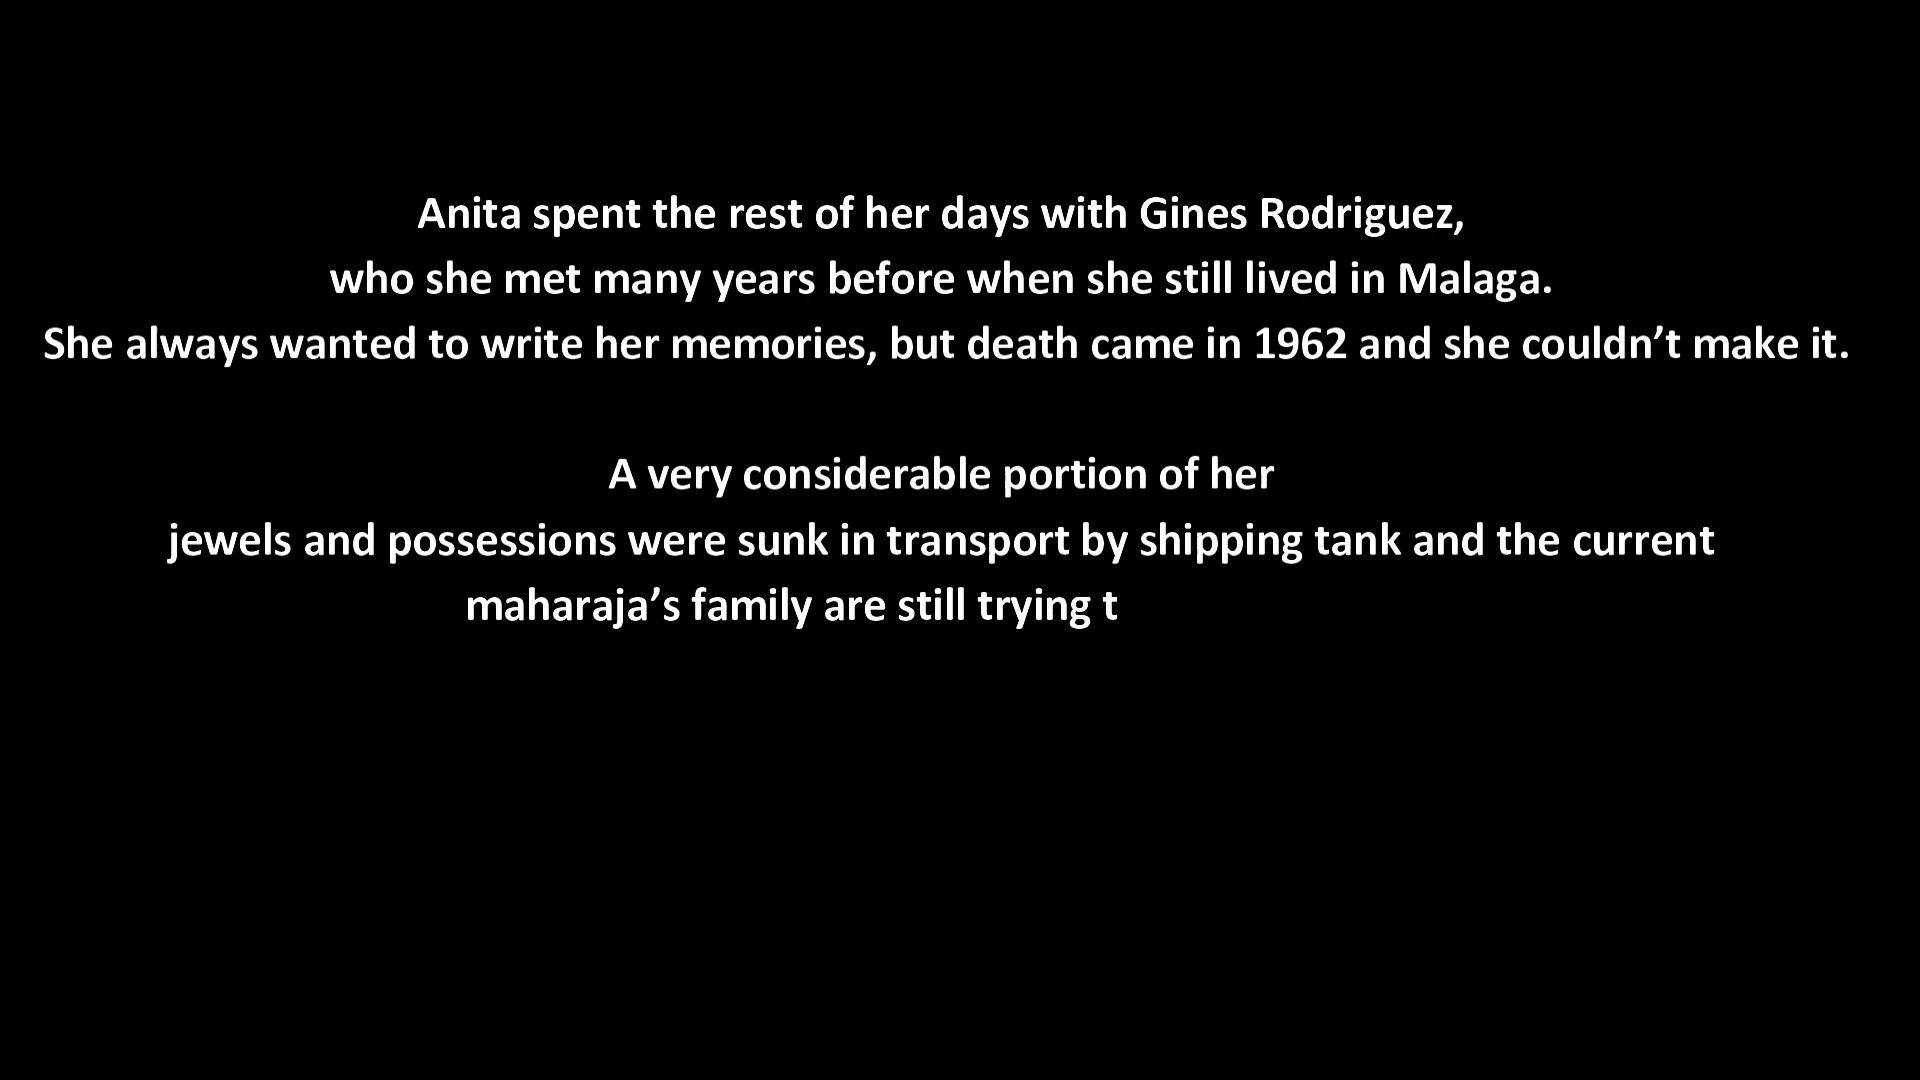 Anita spent the rest of her days with Gines Rodriguez,
who she met many years before when she still lived in Malaga.
She always wanted to write her memories, but death came in 1962 and she couldn’t make it.
A very considerable portion of her
jewels and possessions were sunk in transport by shipping tank and the current
maharaja’s family are still trying t